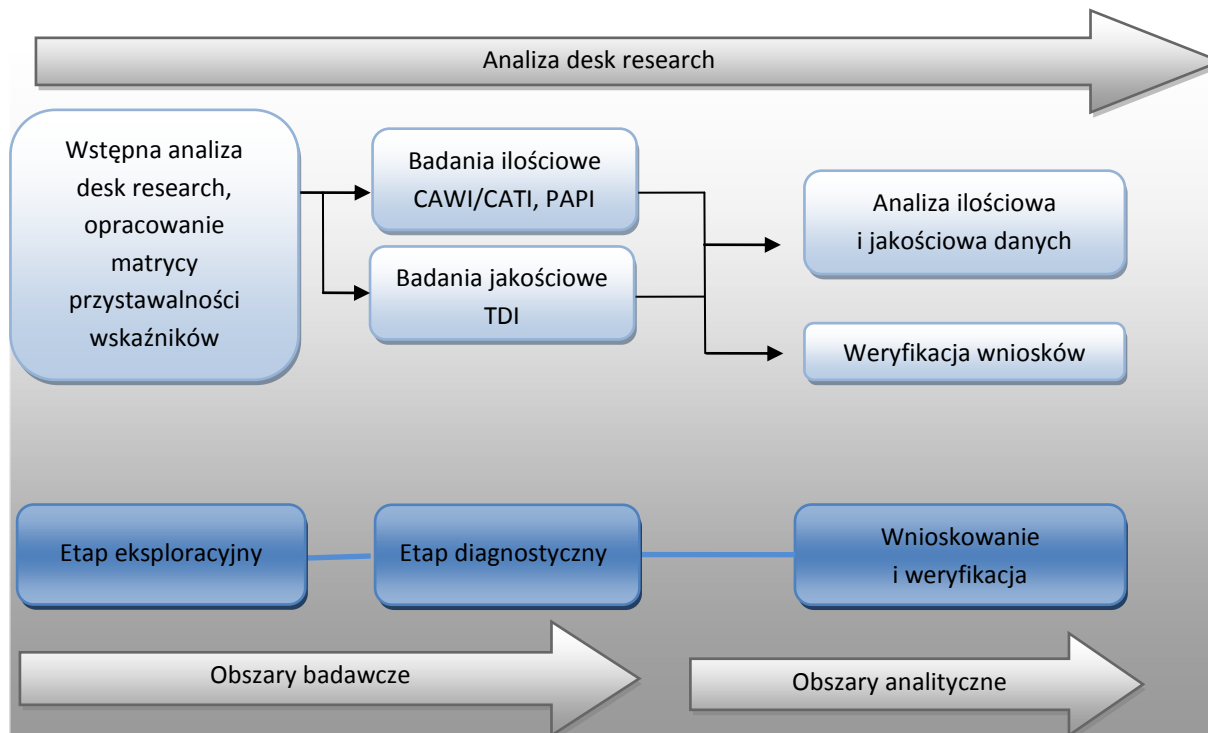 Analiza desk research
Wstępna analiza
desk research,
opracowanie
matrycy
przystawalności
wskaźników
Badania ilościowe
CAWI/CATI, PAPI
Badania jakościowe
TDI
Analiza ilościowa
i jakościowa danych
Weryfikacja wniosków
Etap eksploracyjny
Etap diagnostyczny
Wnioskowanie
i weryfikacja
Obszary badawcze
Obszary analityczne